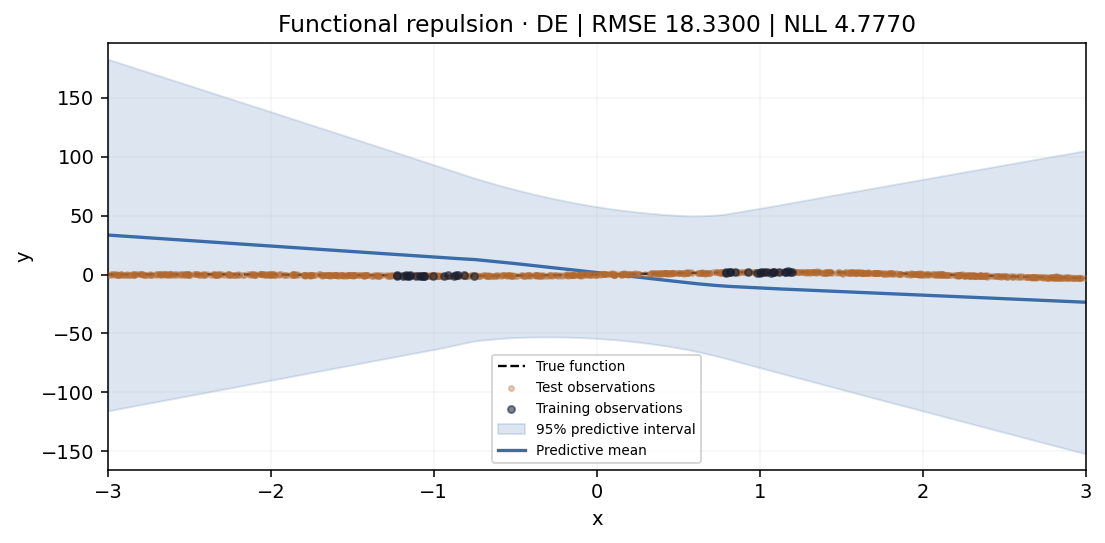 Functional repulsion · DE | RMSE 18.3300 | NLL 4.7770
y
150
100
50
0
−50
−100
−150
True function
Test observations
Training observations
95% predictive interval
Predictive mean
−3 −2 −1 0 1 2 3
x